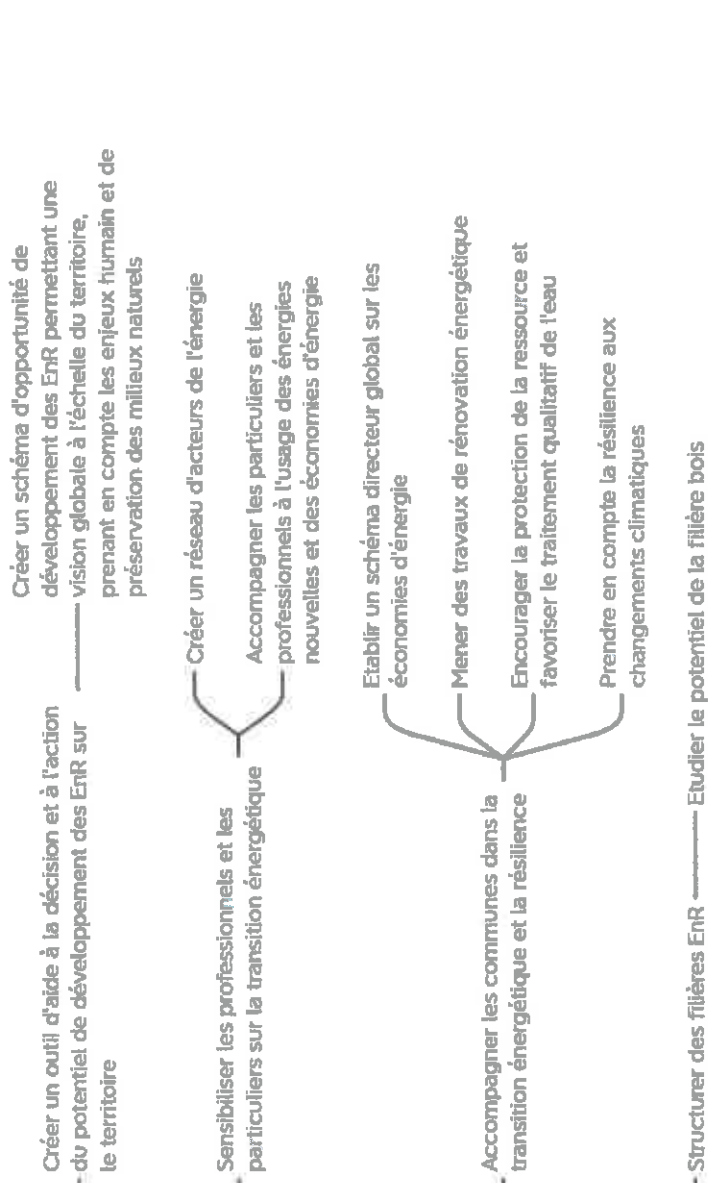 Créer un outil d'aide à la décision et à l'action
du potentiel de développement des EnR sur
le territoire
Créer un schéma d'opportunité de
développement des EnR permettant une
vision globale à l'échelle du territoire,
prenant en compte les enjeux humain et de
préservation des milieux naturels
Sensibiliser les professionnels et les
particuliers sur la transition énergétique
Créer un réseau d'acteurs de l'énergie
Accompagner les particuliers et les
professionnels à l'usage des énergies
nouvelles et des économies d'énergie
Accompagner les communes dans la
transition énergétique et la résilience
Etablir un schéma directeur global sur les
économies d'énergie
Mener des travaux de rénovation énergétique
Encourager la protection de la ressource et
favoriser le traitement qualitatif de l'eau
Prendre en compte la résilience aux
changements climatiques
Structurer des filières EnR
Etudier le potentiel de la filière bois